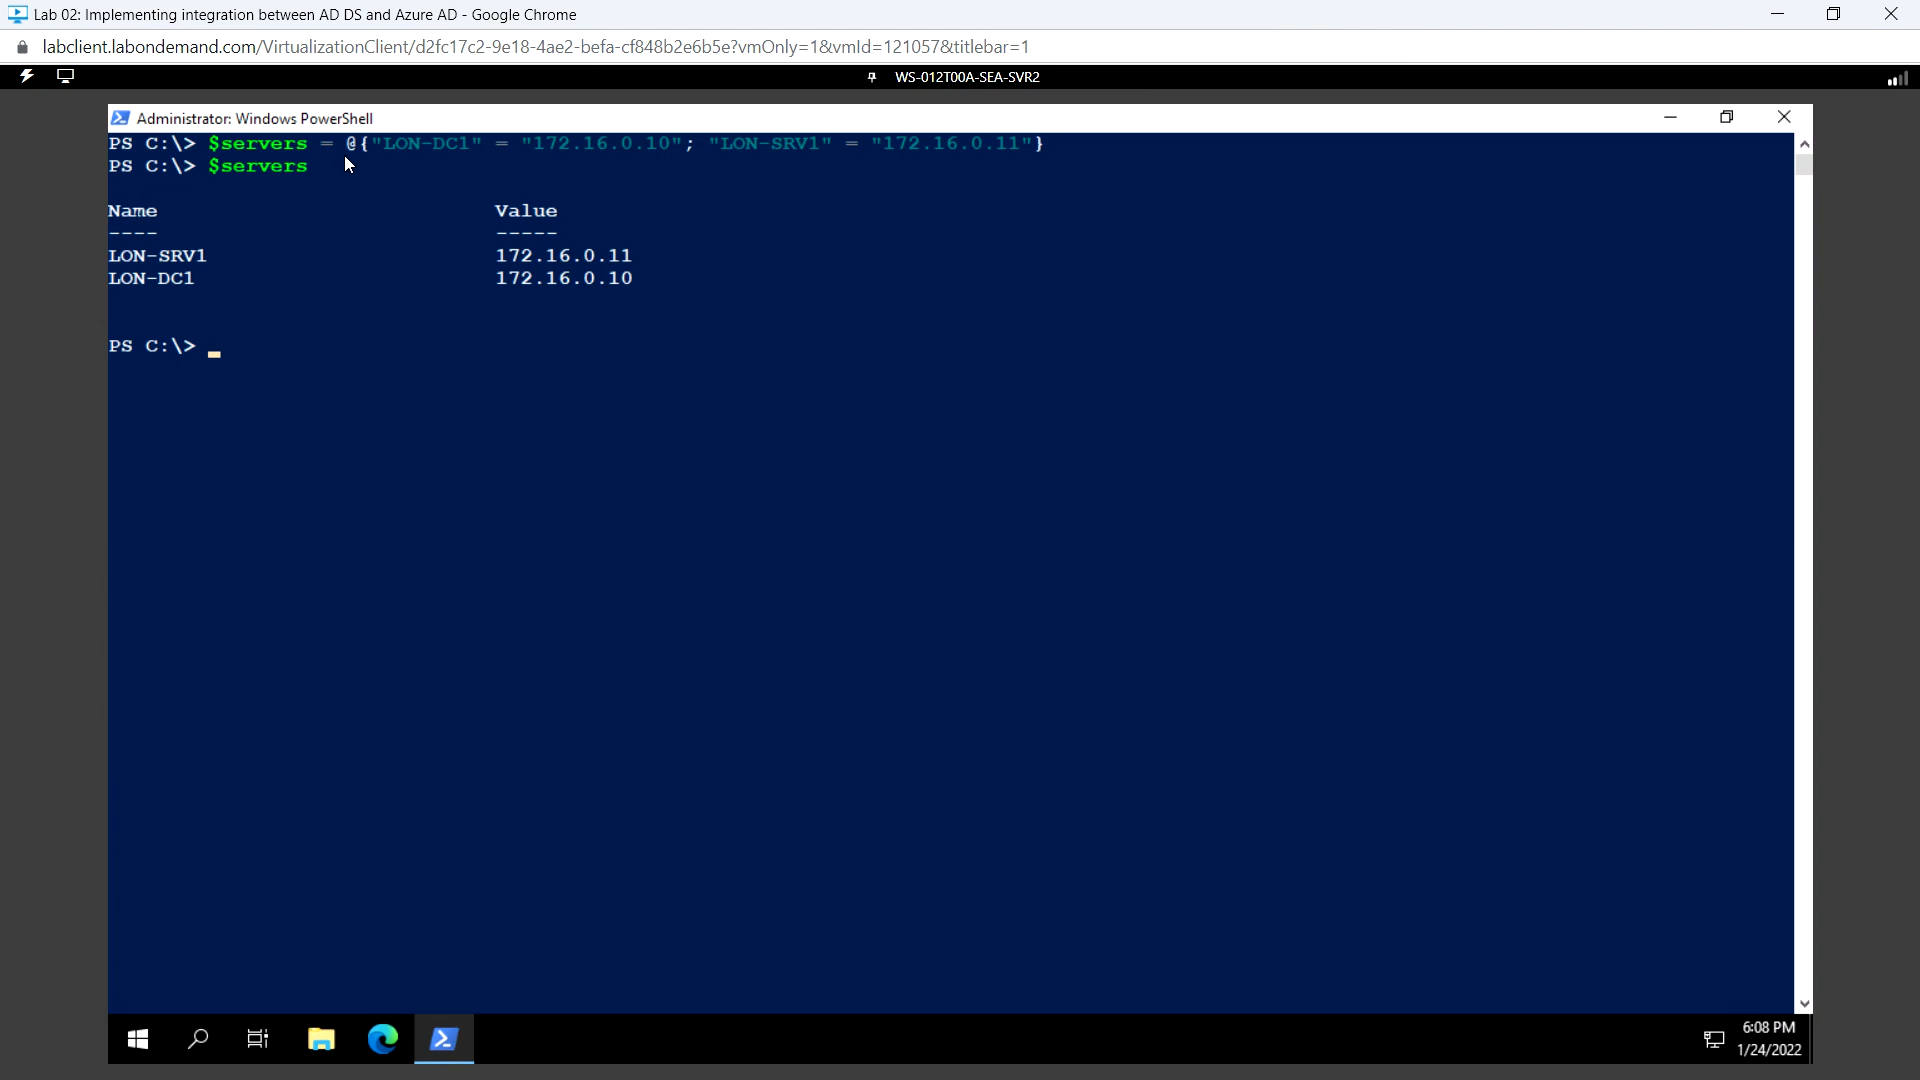 Lab 02: Implementing integration between AD DS and Azure AD - Google Chrome
labclient.labondemand.com/VirtualizationClient/d2fc17c2-9e18-4ae2-befa-cf848b2e6b5e?vmOnly=1&vmId=121057&titlebar=1
WS-012T00A-SEA-SVR2
Administrator: Windows PowerShell
PS C:\> $servers = @{"LON-DC1" = "172.16.0.10"; "LON-SRV1" = "172.16.0.11"}
PS C:\> $servers
Name Value
---- -----
LON-SRV1 172.16.0.11
LON-DC1 172.16.0.10
PS C:\> _
6:08 PM
1/24/2022